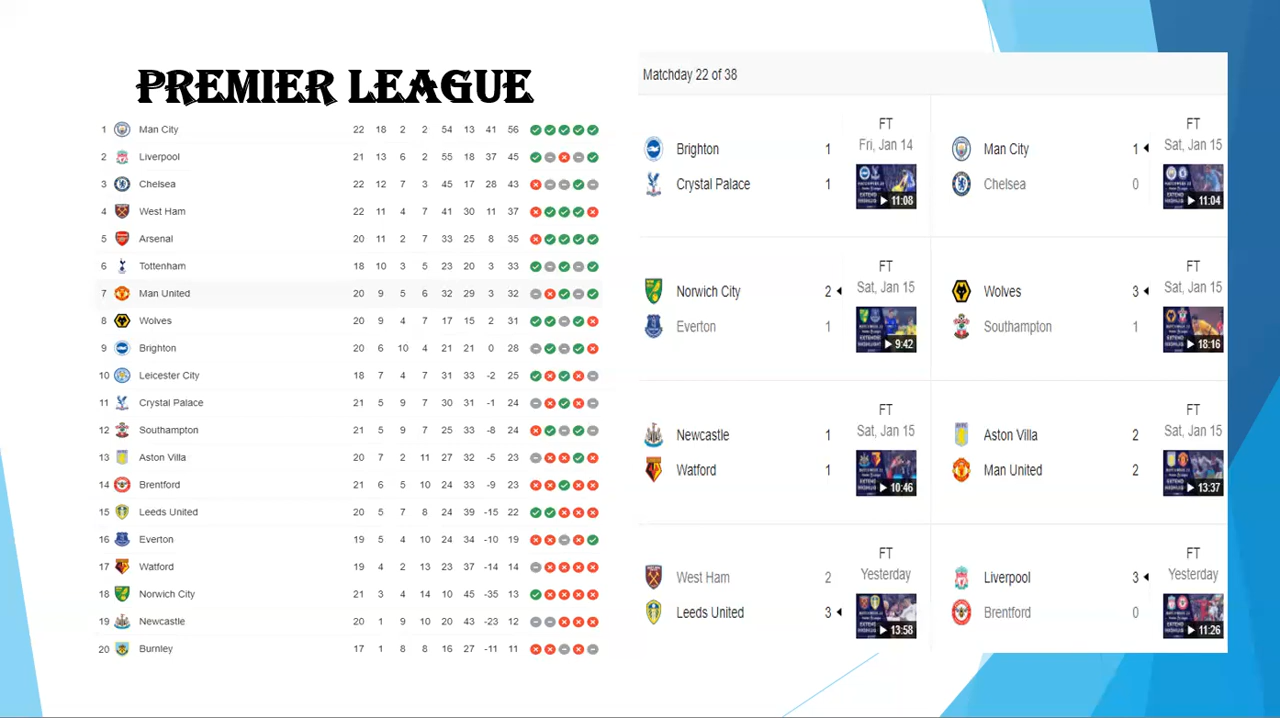 PREMIER LEAGUE
1 Man City 22 18 2 2 54 13 41 56
2 Liverpool 21 13 6 2 55 18 37 45
3 Chelsea 22 12 7 3 45 17 28 43
4 West Ham 22 11 4 7 41 30 11 37
5 Arsenal 20 11 2 7 33 25 8 35
6 Tottenham 18 10 3 5 23 20 3 33
7 Man United 20 9 5 6 32 29 3 32
8 Wolves 20 9 4 7 17 15 2 31
9 Brighton 20 6 10 4 21 19 2 28
10 Leicester City 18 7 4 7 31 33 -2 25
11 Crystal Palace 21 5 9 7 30 31 -1 24
12 Southampton 21 5 9 7 25 33 -8 24
13 Aston Villa 20 7 2 11 27 32 -5 23
14 Brentford 21 6 5 10 24 33 -9 23
15 Leeds United 20 5 7 8 24 39 -15 22
16 Everton 19 5 4 10 24 34 -10 19
17 Watford 19 4 2 13 23 37 -14 14
18 Norwich City 21 3 4 14 10 45 -35 13
19 Newcastle 20 1 9 10 20 43 -23 12
20 Burnley 17 1 8 8 16 27 -11 11
Matchday 22 of 38
FT
Brighton 1 Fri, Jan 14
Crystal Palace 1
11:08
FT
Man City 1 Sat, Jan 15
Chelsea 0
11:04
FT
Norwich City 2 Sat, Jan 15
Everton 1
9:42
FT
Wolves 3 Sat, Jan 15
Southampton 1
18:16
FT
Newcastle 1 Sat, Jan 15
Watford 1
10:46
FT
Aston Villa 2 Sat, Jan 15
Man United 2
13:37
FT
West Ham 2 Yesterday
Leeds United 3
13:58
FT
Liverpool 3 Yesterday
Brentford 0
11:26